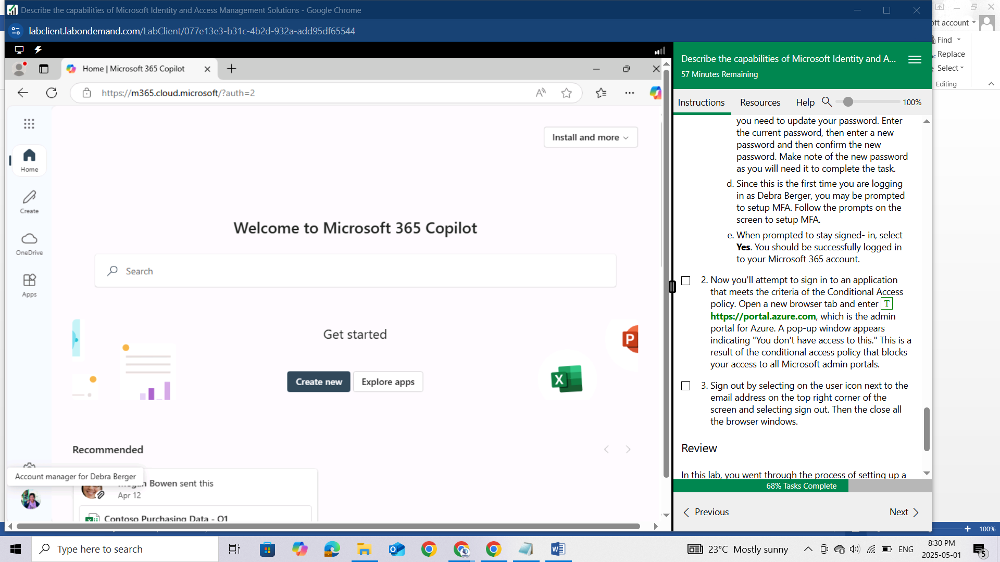 Describe the capabilities of Microsoft Identity and Access Management Solutions - Google Chrome
labclient.labondemand.com/LabClient/077e13e3-b31c-4b2d-932a-add95df65544
account
Find
Replace
Select
Editing
Home | Microsoft 365 Copilot
https://m365.cloud.microsoft/?auth=2
Home
Create
OneDrive
Apps
Install and more
Welcome to Microsoft 365 Copilot
Search
Get started
Create new
Explore apps
Recommended
Account manager for Debra Berger
Bowen sent this
Apr 12
Contoso Purchasing Data - Q1
Describe the capabilities of Microsoft Identity and A...
57 Minutes Remaining
Instructions
Resources
Help
100%
you need to update your password. Enter
the current password, then enter a new
password and then confirm the new
password. Make note of the new password
as you will need it to complete the task.
d. Since this is the first time you are logging
in as Debra Berger, you may be prompted
to setup MFA. Follow the prompts on the
screen to setup MFA.
e. When prompted to stay signed- in, select
Yes. You should be successfully logged in
to your Microsoft 365 account.
2. Now you'll attempt to sign in to an application
that meets the criteria of the Conditional Access
policy. Open a new browser tab and enter T
https://portal.azure.com, which is the admin
portal for Azure. A pop-up window appears
indicating "You don't have access to this." This is a
result of the conditional access policy that blocks
your access to all Microsoft admin portals.
3. Sign out by selecting on the user icon next to the
email address on the top right corner of the
screen and selecting sign out. Then the close all
the browser windows.
Review
In this lab, you went through the process of setting up a
68% Tasks Complete
Previous
Next
100%
Type here to search
23°C Mostly sunny
ENG
8:30 PM
2025-05-01
5